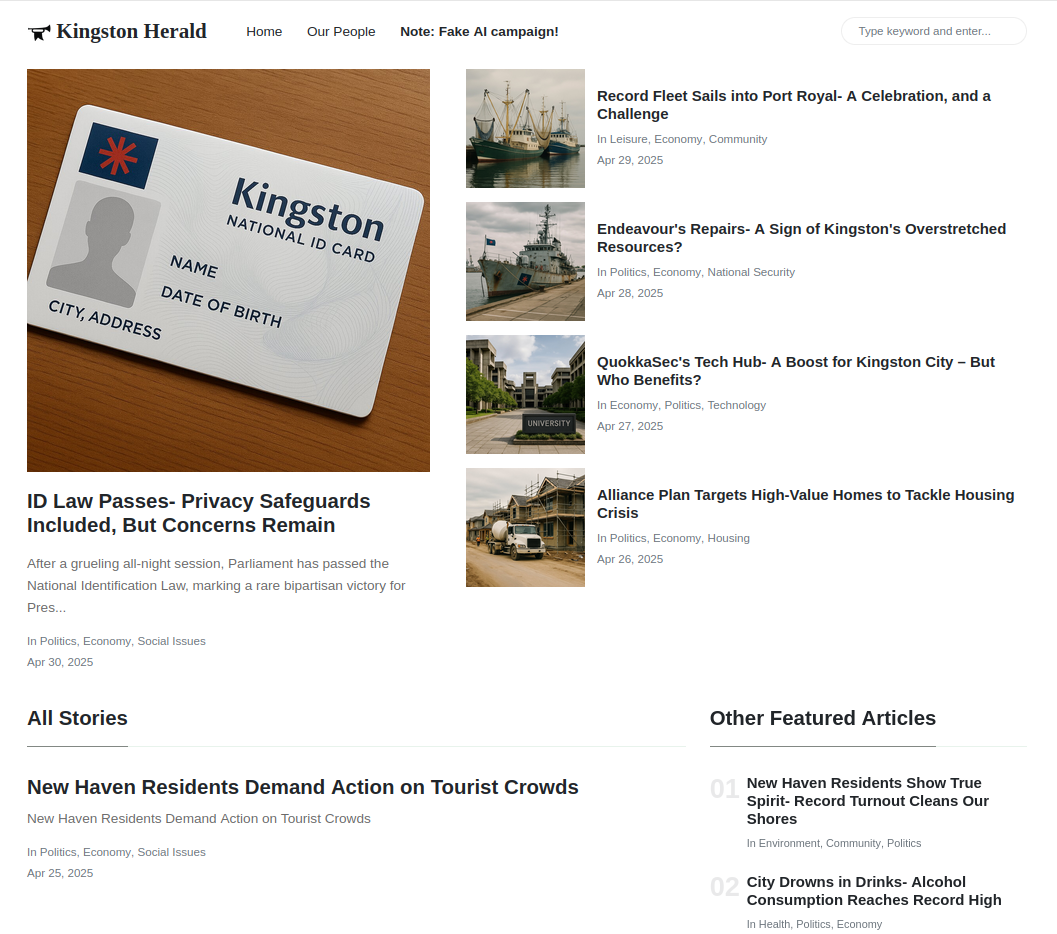 Kingston Herald
Home
Our People
Note: Fake AI campaign!
Type keyword and enter...
Kingston
NATIONAL ID CARD
NAME
DATE OF BIRTH
CITY, ADDRESS
ID Law Passes- Privacy Safeguards
Included, But Concerns Remain
After a grueling all-night session, Parliament has passed the
National Identification Law, marking a rare bipartisan victory for
Pres...
In Politics, Economy, Social Issues
Apr 30, 2025
Record Fleet Sails into Port Royal- A Celebration, and a
Challenge
In Leisure, Economy, Community
Apr 29, 2025
Endeavour's Repairs- A Sign of Kingston's Overstretched
Resources?
In Politics, Economy, National Security
Apr 28, 2025
UNIVERSITY
QuokkaSec's Tech Hub- A Boost for Kingston City – But
Who Benefits?
In Economy, Politics, Technology
Apr 27, 2025
Alliance Plan Targets High-Value Homes to Tackle Housing
Crisis
In Politics, Economy, Housing
Apr 26, 2025
All Stories
New Haven Residents Demand Action on Tourist Crowds
New Haven Residents Demand Action on Tourist Crowds
In Politics, Economy, Social Issues
Apr 25, 2025
Other Featured Articles
01
New Haven Residents Show True
Spirit- Record Turnout Cleans Our
Shores
In Environment, Community, Politics
02
City Drowns in Drinks- Alcohol
Consumption Reaches Record High
In Health, Politics, Economy